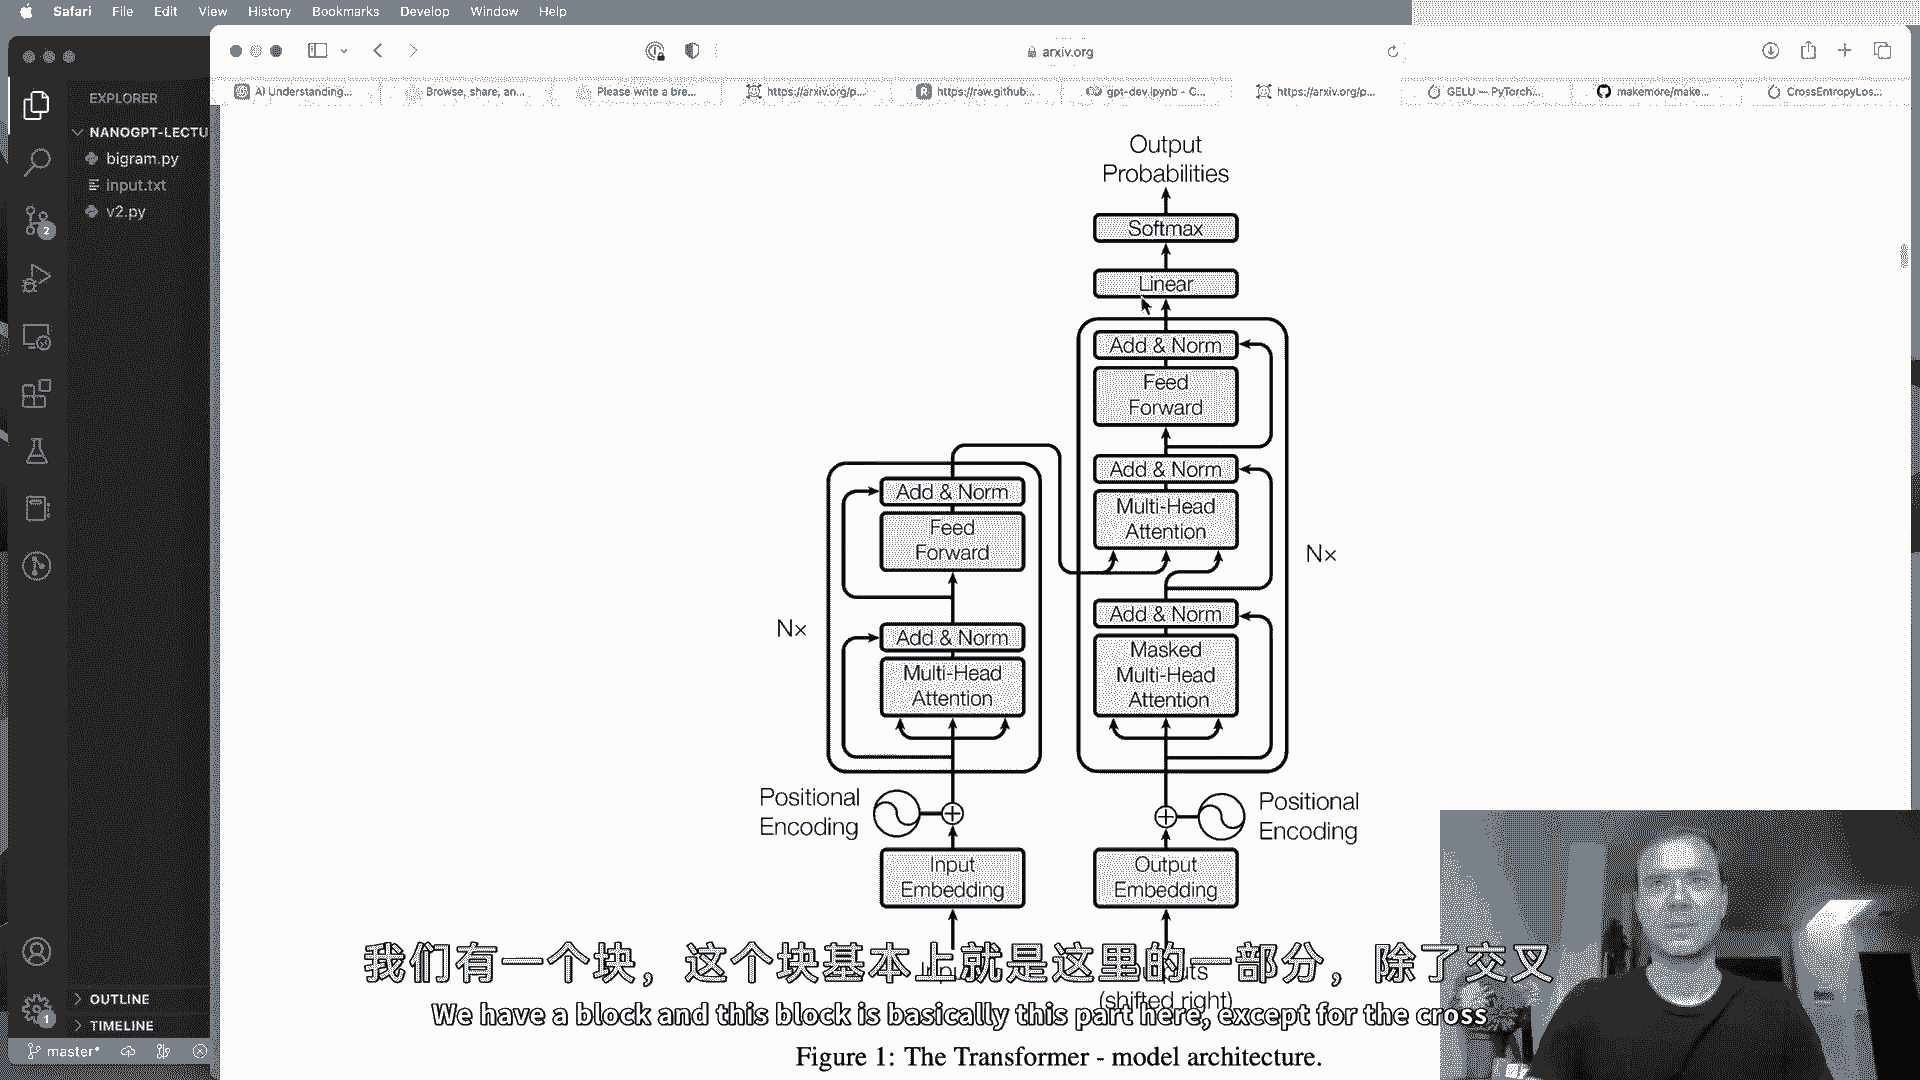 Safari File Edit View History Bookmarks Develop Window Help
arxiv.org
AI Understanding...
Browse, share, an...
Please write a bre...
https://arxiv.org/p...
https://raw.github...
gpt-dev.ipynb - C...
https://arxiv.org/p...
GELU — PyTorch...
makemore/make...
CrossEntropyLos...
EXPLORER
NANOGPT-LECTU
bigram.py
input.txt
v2.py
2
Output
Probabilities
Softmax
Linear
Add & Norm
Feed
Forward
Add & Norm
Multi-Head
Attention
Nx
Add & Norm
Masked
Multi-Head
Attention
Add & Norm
Feed
Forward
Nx
Add & Norm
Multi-Head
Attention
Positional
Encoding
Positional
Encoding
Input
Embedding
Output
Embedding
(shifted right)
我们有一个块，这个块基本上就是这里的一部分，除了交叉
We have a block and this block is basically this part here, except for the cross
Figure 1: The Transformer - model architecture.
1
OUTLINE
TIMELINE
master*